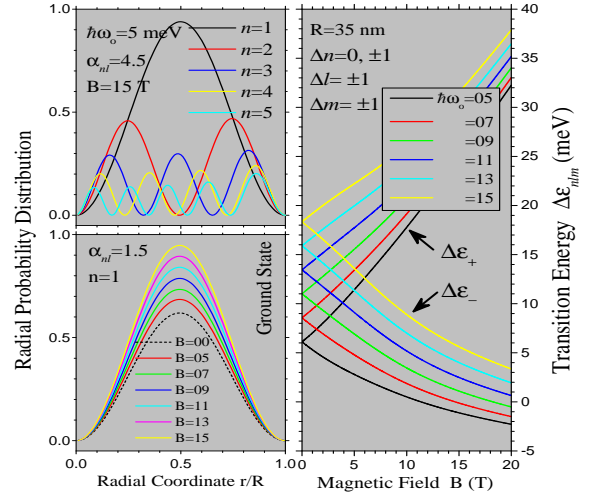 Radial Probability Distribution
1.0
0.5
0.0
ħω₀=5 meV
α_nl=4.5
B=15 T
n=1
n=2
n=3
n=4
n=5
1.0
0.5
0.0
α_nl=1.5
n=1
Ground State
B=00
B=05
B=07
B=09
B=11
B=13
B=15
0.0 0.5 1.0
Radial Coordinate r/R
R=35 nm
Δn=0, ±1
Δl= ±1
Δm= ±1
ħω₀=05
=07
=09
=11
=13
=15
Δε₊
Δε₋
40
35
30
25
20
15
10
5
0
-5
0 5 10 15 20
Magnetic Field B (T)
Transition Energy Δε_nlm (meV)